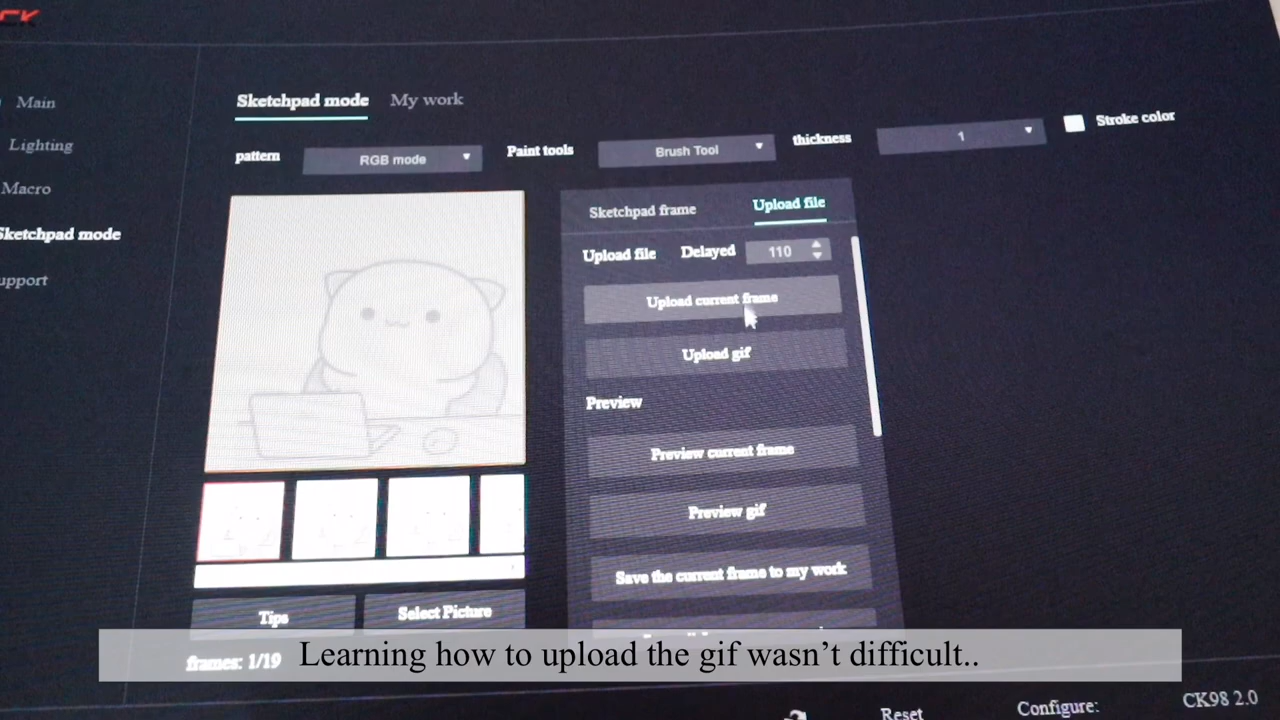 CK
Main
Lighting
Macro
Sketchpad mode
upport
Sketchpad mode My work
pattern RGB mode Paint tools Brush Tool thickness 1 Stroke color
Sketchpad frame Upload file
Upload file Delayed 110
Upload current frame
Upload gif
Preview
Preview current frame
Preview gif
Save the current frame to my work
Tips Select Picture
frames: 1/19
Learning how to upload the gif wasn't difficult..
Reset Configure: CK98 2.0